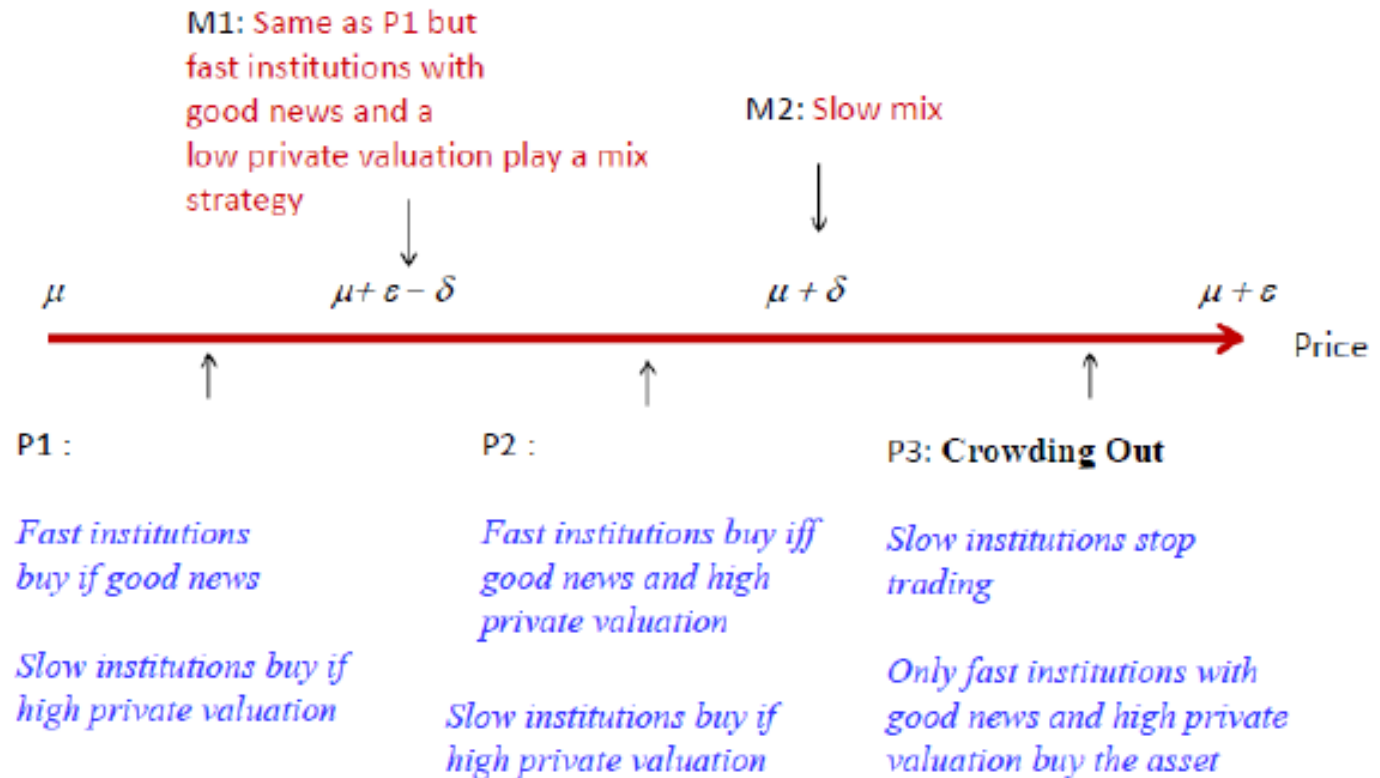 M1: Same as P1 but
fast institutions with
good news and a
low private valuation play a mix
strategy
M2: Slow mix
μ
μ+ ε − δ
μ + δ
μ + ε
Price
P1 :
Fast institutions
buy if good news
Slow institutions buy if
high private valuation
P2 :
Fast institutions buy iff
good news and high
private valuation
Slow institutions buy if
high private valuation
P3: Crowding Out
Slow institutions stop
trading
Only fast institutions with
good news and high private
valuation buy the asset